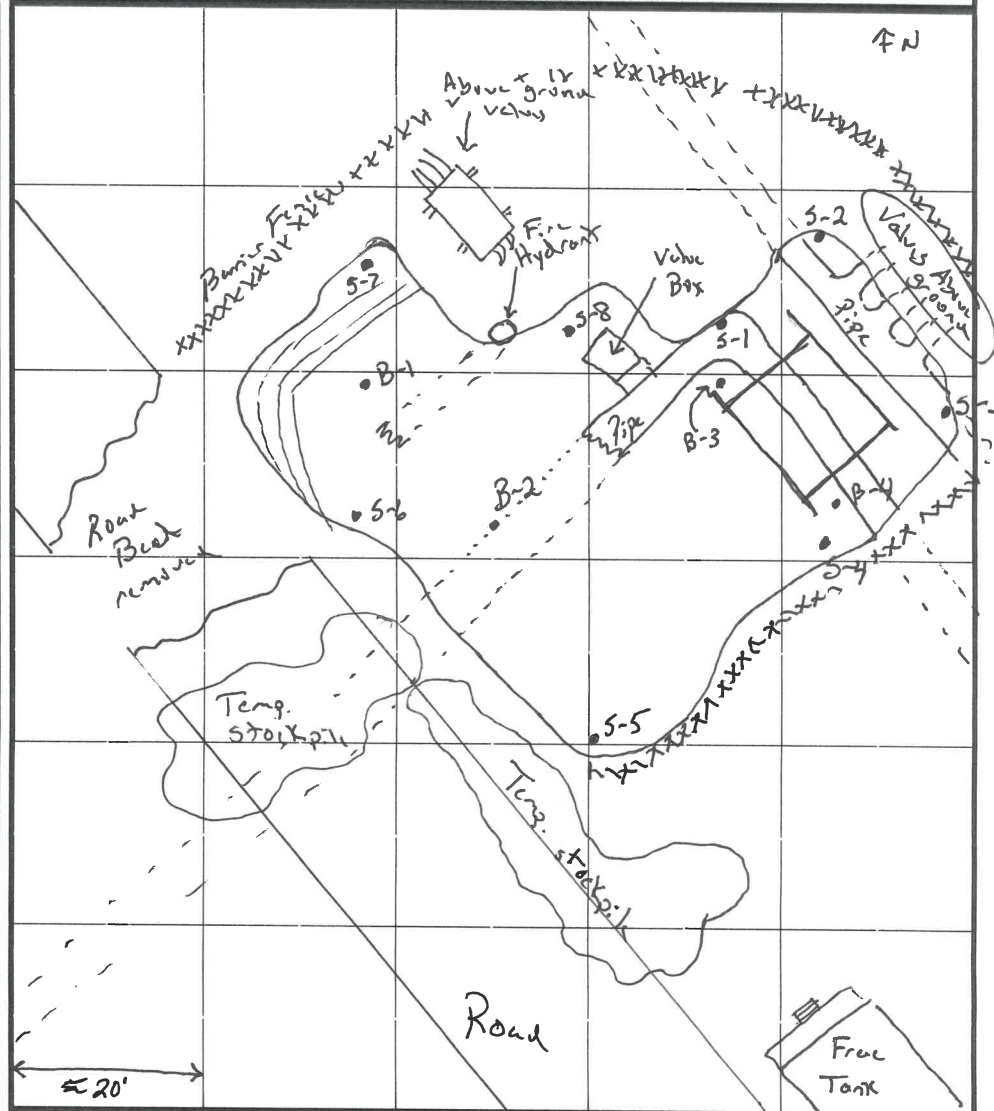 ↑ N
Above
ground
valves
Barrier Fence
Fire
Hydrant
S-2
Valves Above
ground
S-7
Valve
Box
S-8
S-1
Pipe
B-1
B-3
Pipe
B-2
B-4
S-6
S-4
Road
removed
Temp.
stockpile
S-5
Temp.
stockpile
Road
Frac
Tank
≈ 20'